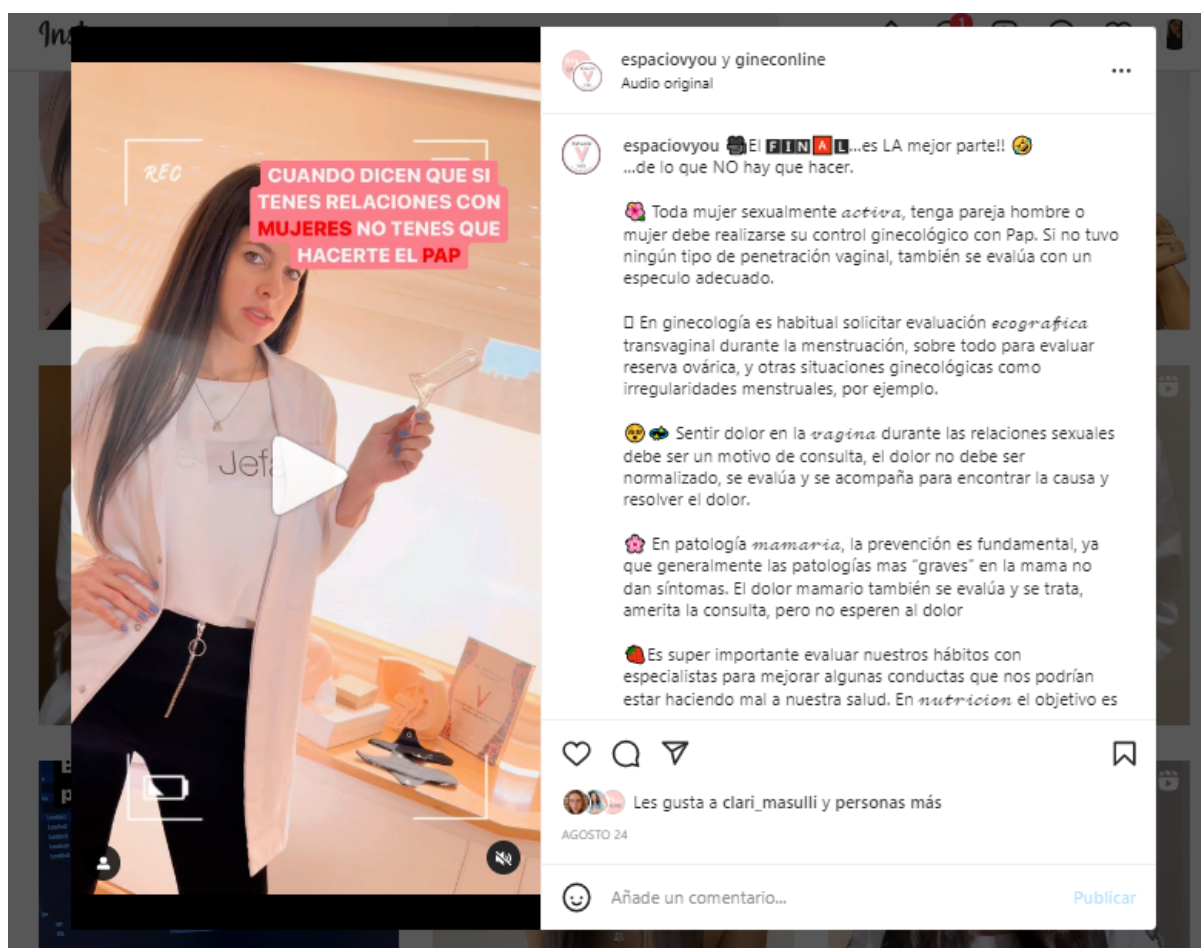 Ins
1
REC
CUANDO DICEN QUE SI
TENES RELACIONES CON
MUJERES NO TENES QUE
HACERTE EL PAP
Jefa
V
espaciovyou y gineconline
Audio original
espaciovyou 🎥El 🅵🅸🅽🅰🅻...es LA mejor parte!! 🤣
...de lo que NO hay que hacer.
🌺 Toda mujer sexualmente 𝒶𝒸𝓉𝒾𝓋𝒶, tenga pareja hombre o
mujer debe realizarse su control ginecológico con Pap. Si no tuvo
ningún tipo de penetración vaginal, también se evalúa con un
especulo adecuado.
▯ En ginecología es habitual solicitar evaluación 𝑒𝒸𝑜𝑔𝓇𝒶𝒻𝒾𝒸𝒶
transvaginal durante la menstruación, sobre todo para evaluar
reserva ovárica, y otras situaciones ginecológicas como
irregularidades menstruales, por ejemplo.
Sentir dolor en la 𝓋𝒶𝑔𝒾𝓃𝒶 durante las relaciones sexuales
debe ser un motivo de consulta, el dolor no debe ser
normalizado, se evalúa y se acompaña para encontrar la causa y
resolver el dolor.
🌸 En patología 𝓂𝒶𝓂𝒶𝓇𝒾𝒶, la prevención es fundamental, ya
que generalmente las patologías mas "graves" en la mama no
dan síntomas. El dolor mamario también se evalúa y se trata,
amerita la consulta, pero no esperen al dolor
🍓Es super importante evaluar nuestros hábitos con
especialistas para mejorar algunas conductas que nos podrían
estar haciendo mal a nuestra salud. En 𝓃𝓊𝓉𝓇𝒾𝒸𝒾𝑜𝓃 el objetivo es
Les gusta a clari_masulli y personas más
AGOSTO 24
Añade un comentario...
Publicar